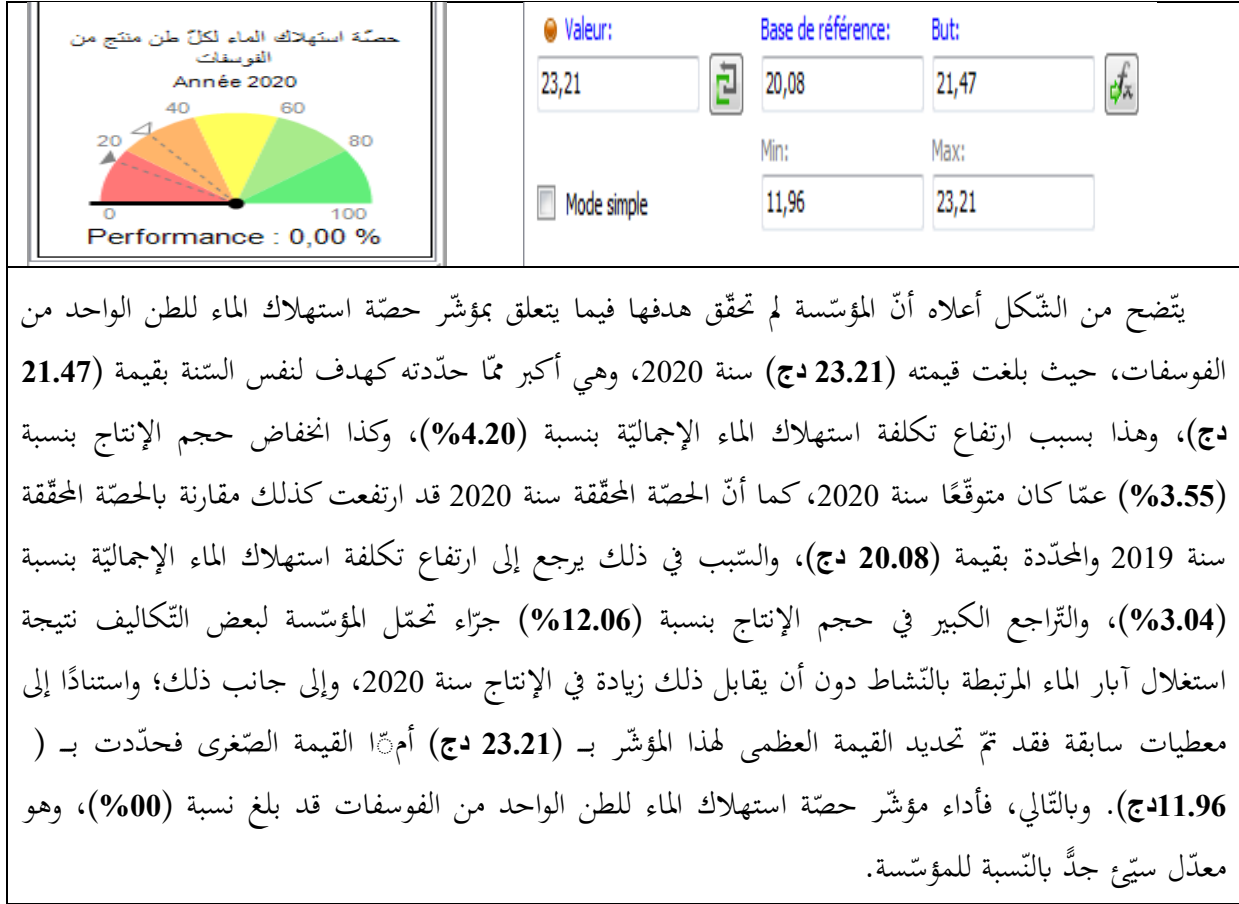 حصّة استهلاك الماء لكلّ طن منتج من
الفوسفات
Année 2020
40 60
20 80
0 100
Performance : 0,00 %
Valeur: Base de référence: But:
23,21 20,08 21,47
Min: Max:
Mode simple 11,96 23,21
يتّضح من الشّكل أعلاه أنّ المؤسّسة لم تحقّق هدفها فيما يتعلق بمؤشّر حصّة استهلاك الماء للطن الواحد من
الفوسفات، حيث بلغت قيمته (23.21 دج) سنة 2020، وهي أكبر ممّا حدّدته كهدف لنفس السّنة بقيمة (21.47
دج)، وهذا بسبب ارتفاع تكلفة استهلاك الماء الإجماليّة بنسبة (4.20%)، وكذا انخفاض حجم الإنتاج بنسبة
(3.55%) عمّا كان متوقّعًا سنة 2020، كما أنّ الحصّة المحقّقة سنة 2020 قد ارتفعت كذلك مقارنة بالحصّة المحقّقة
سنة 2019 والمحدّدة بقيمة (20.08 دج)، والسّبب في ذلك يرجع إلى ارتفاع تكلفة استهلاك الماء الإجماليّة بنسبة
(3.04%)، والتّراجع الكبير في حجم الإنتاج بنسبة (12.06%) جرّاء تحمّل المؤسّسة لبعض التّكاليف نتيجة
استغلال آبار الماء المرتبطة بالنّشاط دون أن يقابل ذلك زيادة في الإنتاج سنة 2020، وإلى جانب ذلك؛ واستنادًا إلى
معطيات سابقة فقد تمّ تحديد القيمة العظمى لهذا المؤشّر بـ (23.21 دج) أمّا القيمة الصّغرى فحدّدت بـ (
11.96دج). وبالتّالي، فأداء مؤشّر حصّة استهلاك الماء للطن الواحد من الفوسفات قد بلغ نسبة (00%)، وهو
معدّل سيّئ جدًّ بالنّسبة للمؤسّسة.